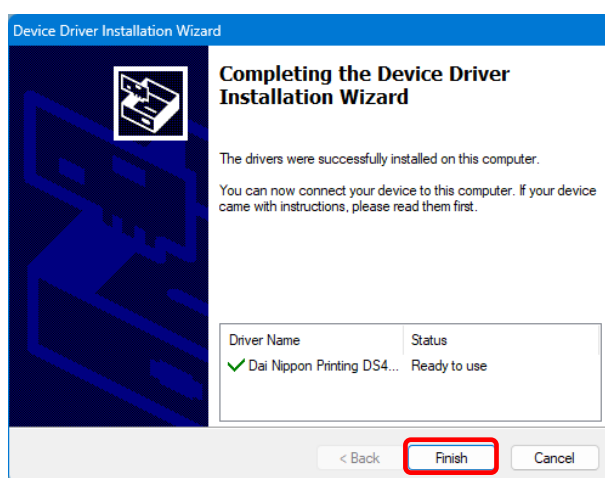 Device Driver Installation Wizard
Completing the Device Driver
Installation Wizard
The drivers were successfully installed on this computer.
You can now connect your device to this computer. If your device
came with instructions, please read them first.
Driver Name Status
Dai Nippon Printing DS4... Ready to use
< Back Finish Cancel